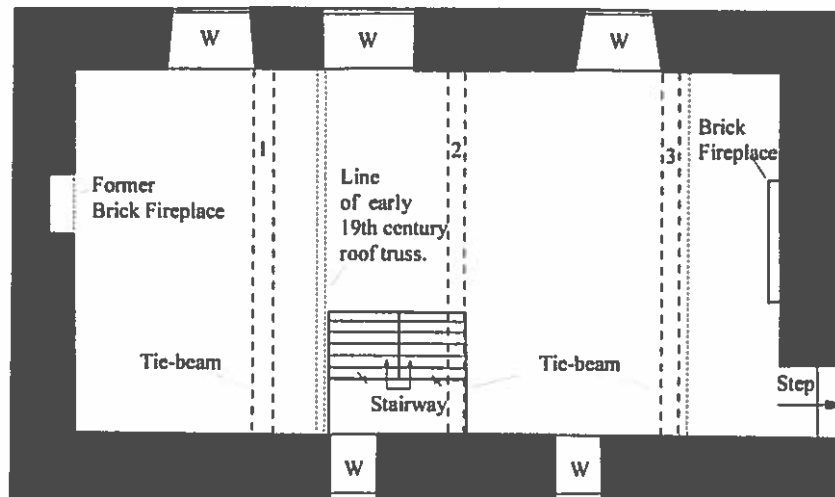 W
W
W
1
2
3
Brick
Fireplace
Former
Brick Fireplace
Line
of early
19th century
roof truss.
Tie-beam
Tie-beam
Step
Stairway
W
W